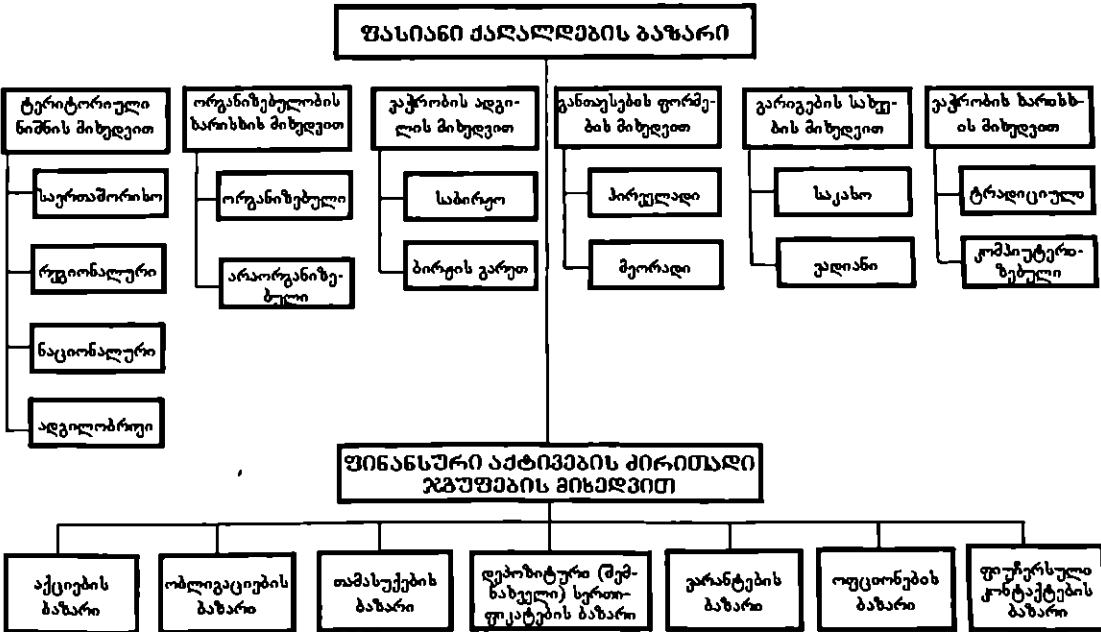 ფასიანი ქაღალდების ბაზარი
ტერიტორიული
ნიშნის მიხედვით
საერთაშორისო
რეგიონალური
ნაციონალური
ადგილობრივი
ორგანიზებულობის
ხარისხის მიხედვით
ორგანიზებული
არაორგანიზე-
ბული
ვაჭრობის ადგი-
ლის მიხედვით
საბირჟო
ბირჟის გარეთ
განთავსების ფორმე-
ბის მიხედვით
პირველადი
მეორადი
გარიგების სახეე-
ბის მიხედვით
საკასო
ვადიანი
ვაჭრობის ხარისხ-
ის მიხედვით
ტრადიციული
კომპიუტერი-
ზებული
ფინანსური აქტივების ძირითადი
ჯგუფების მიხედვით
აქციების
ბაზარი
ობლიგაციების
ბაზარი
თამასუქების
ბაზარი
დეპოზიტური (შემ-
ნახველი) სერთი-
ფიკატების ბაზარი
ვარანტების
ბაზარი
ოფციონების
ბაზარი
ფიუჩერსული
კონტაქტების
ბაზარი